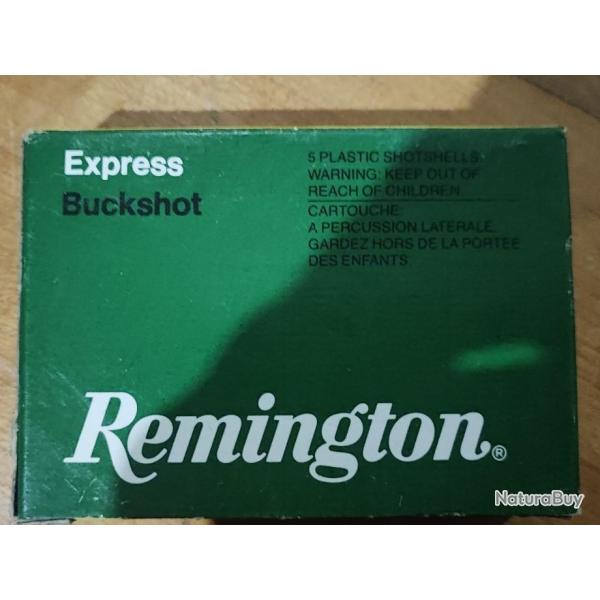 Express
Buckshot
5 PLASTIC SHOTSHELLS.
WARNING: KEEP OUT OF
REACH OF CHILDREN.
CARTOUCHE:
A PERCUSSION LATERALE.
GARDEZ HORS DE LA PORTEE
DES ENFANTS.
Remington®
NaturaBuy